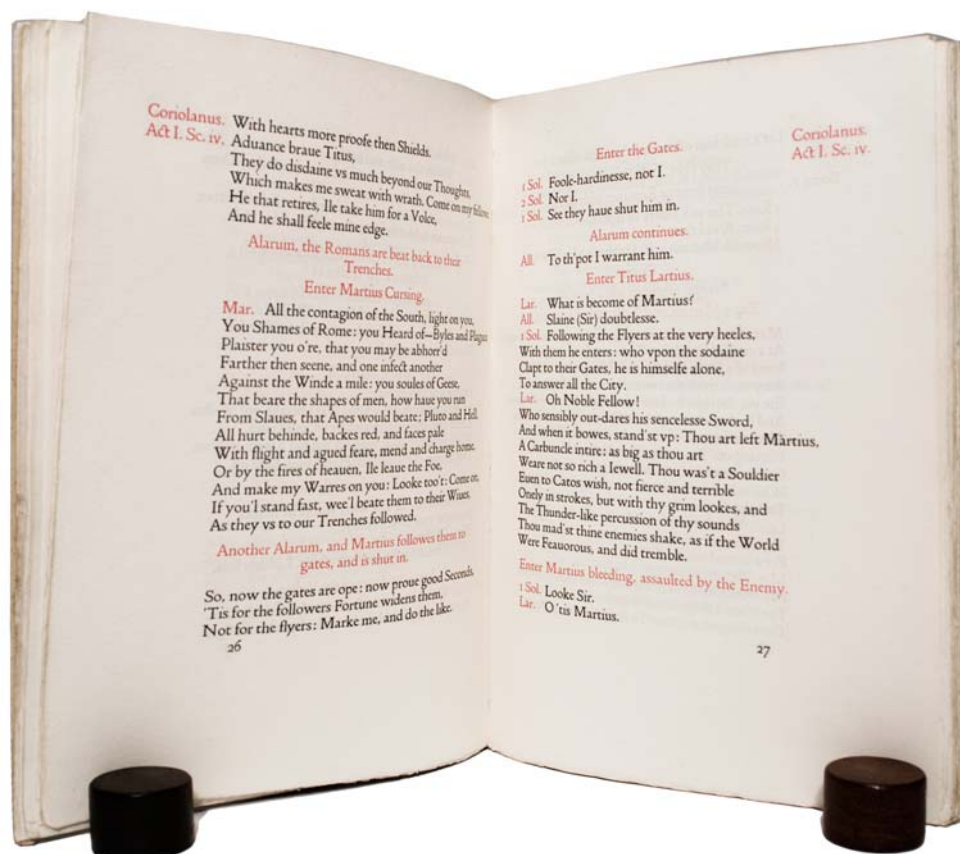 Coriolanus.
Act I. Sc. iv.
With hearts more proofe then Shields.
Aduance braue Titus,
They do disdaine vs much beyond our Thoughts,
Which makes me sweat with wrath. Come on my
He that retires, Ile take him for a Volce,
And he shall feele mine edge.
Alarum, the Romans are beat back to their
Trenches.
Enter Martius Cursing.
Mar. All the contagion of the South, light on you,
You Shames of Rome: you Heard of—Byles and
Plaister you o're, that you may be abhorr'd
Farther then seene, and one infect another
Against the Winde a mile: you soules of Geese,
That beare the shapes of men, how haue you run
From Slaues, that Apes would beate; Pluto and Hell.
All hurt behinde, backes red, and faces pale
With flight and agued feare, mend and charge home.
Or by the fires of heauen, Ile leaue the Foe,
And make my Warres on you: Looke too't: Come on,
If you'l stand fast, wee'l beate them to their Wiues,
As they vs to our Trenches followed.
Another Alarum, and Martius followes them to
gates, and is shut in.
So, now the gates are ope: now proue good Seconds,
'Tis for the followers Fortune widens them,
Not for the flyers: Marke me, and do the like.
26
Coriolanus.
Act I. Sc. iv.
Enter the Gates.
1 Sol. Foole-hardinesse, not I.
2 Sol. Nor I.
1 Sol. See they haue shut him in.
Alarum continues.
All. To th'pot I warrant him.
Enter Titus Lartius.
Lar. What is become of Martius?
All. Slaine (Sir) doubtlesse.
1 Sol. Following the Flyers at the very heeles,
With them he enters: who vpon the sodaine
Clapt to their Gates, he is himselfe alone,
To answer all the City.
Lar. Oh Noble Fellow!
Who sensibly out-dares his sencelesse Sword,
And when it bowes, stand'st vp: Thou art left Martius,
A Carbuncle intire: as big as thou art
Weare not so rich a Iewell. Thou was't a Souldier
Euen to Catos wish, not fierce and terrible
Onely in strokes, but with thy grim lookes, and
The Thunder-like percussion of thy sounds
Thou mad'st thine enemies shake, as if the World
Were Feauorous, and did tremble.
Enter Martius bleeding, assaulted by the Enemy.
1 Sol. Looke Sir.
Lar. O'tis Martius.
27